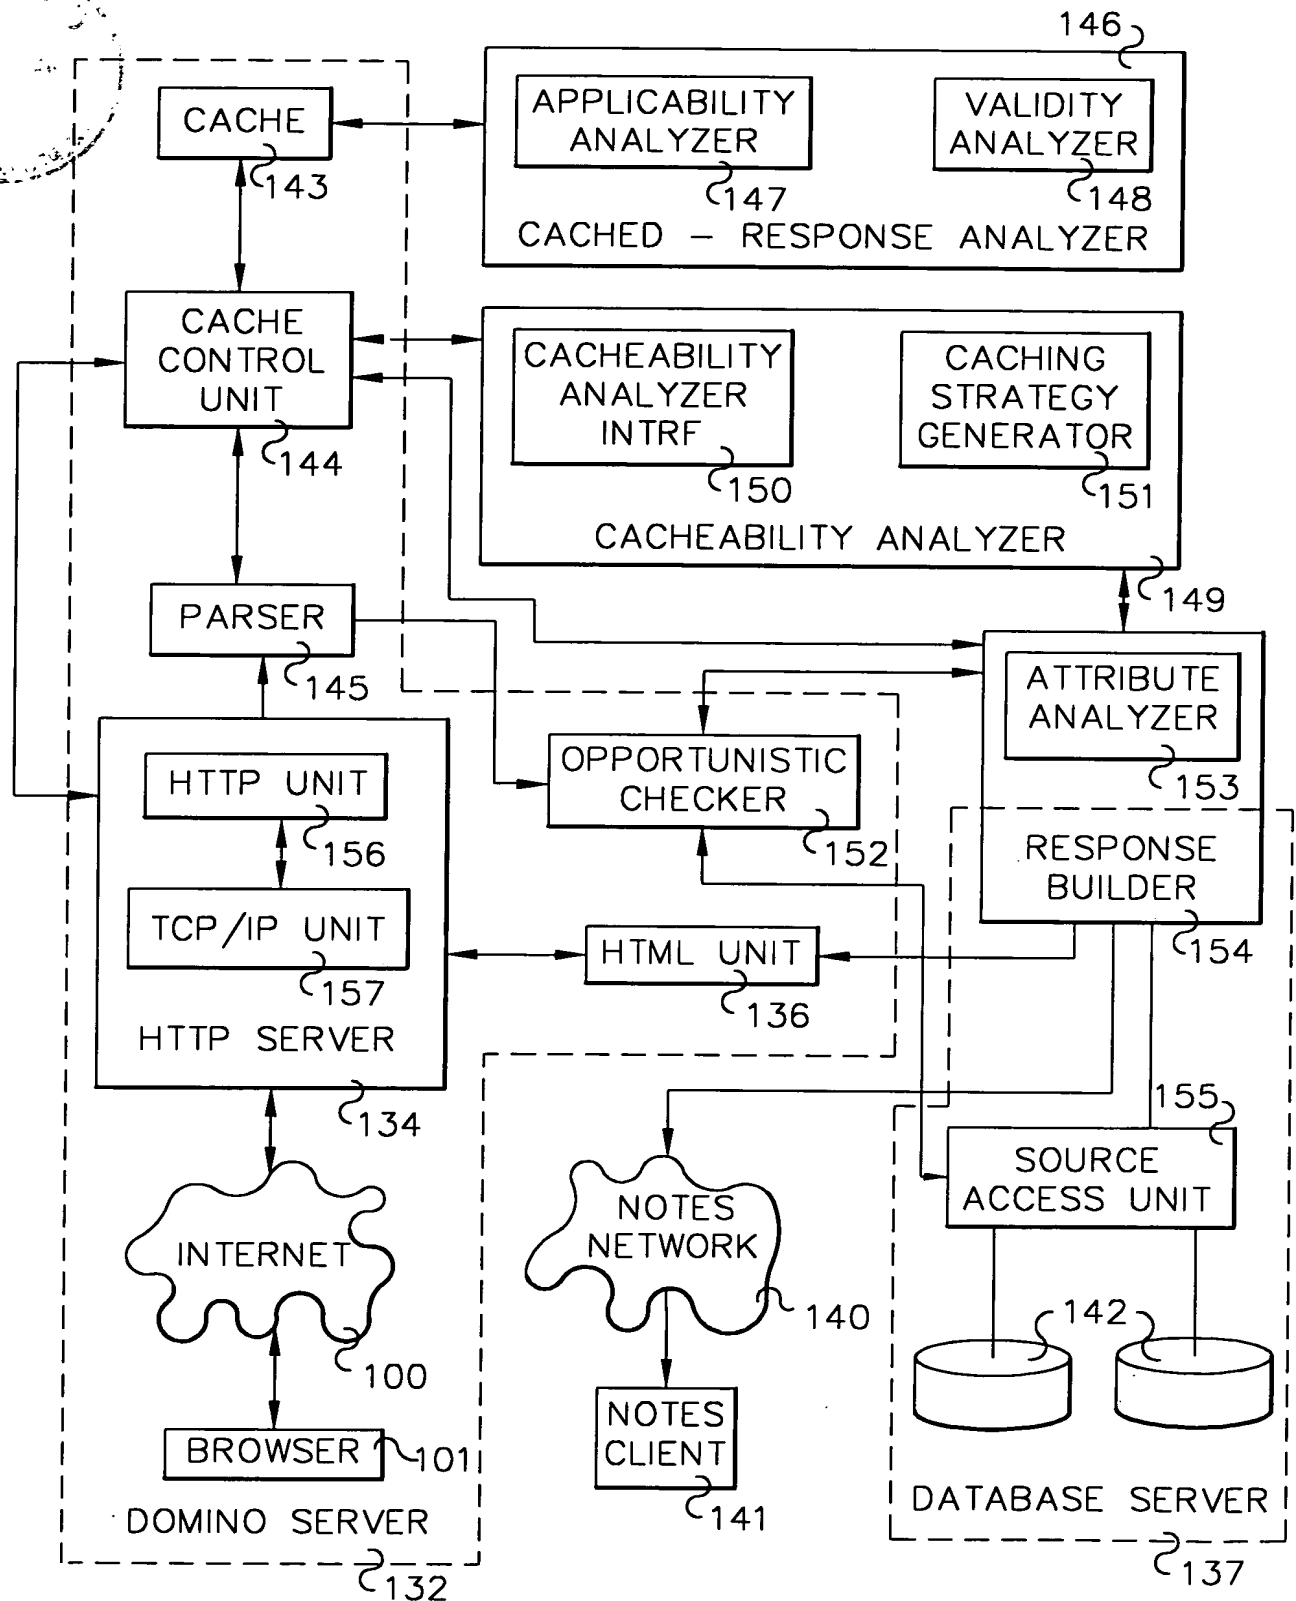 146
CACHE
143
APPLICABILITY
ANALYZER
147
VALIDITY
ANALYZER
148
CACHED – RESPONSE ANALYZER
CACHE
CONTROL
UNIT
144
CACHEABILITY
ANALYZER
INTRF
150
CACHING
STRATEGY
GENERATOR
151
CACHEABILITY ANALYZER
149
PARSER
145
ATTRIBUTE
ANALYZER
153
OPPORTUNISTIC
CHECKER
152
HTTP UNIT
156
RESPONSE
BUILDER
154
TCP/IP UNIT
157
HTML UNIT
136
HTTP SERVER
134
155
SOURCE
ACCESS UNIT
INTERNET
100
NOTES
NETWORK
140
142
BROWSER
101
NOTES
CLIENT
141
DATABASE SERVER
137
DOMINO SERVER
132